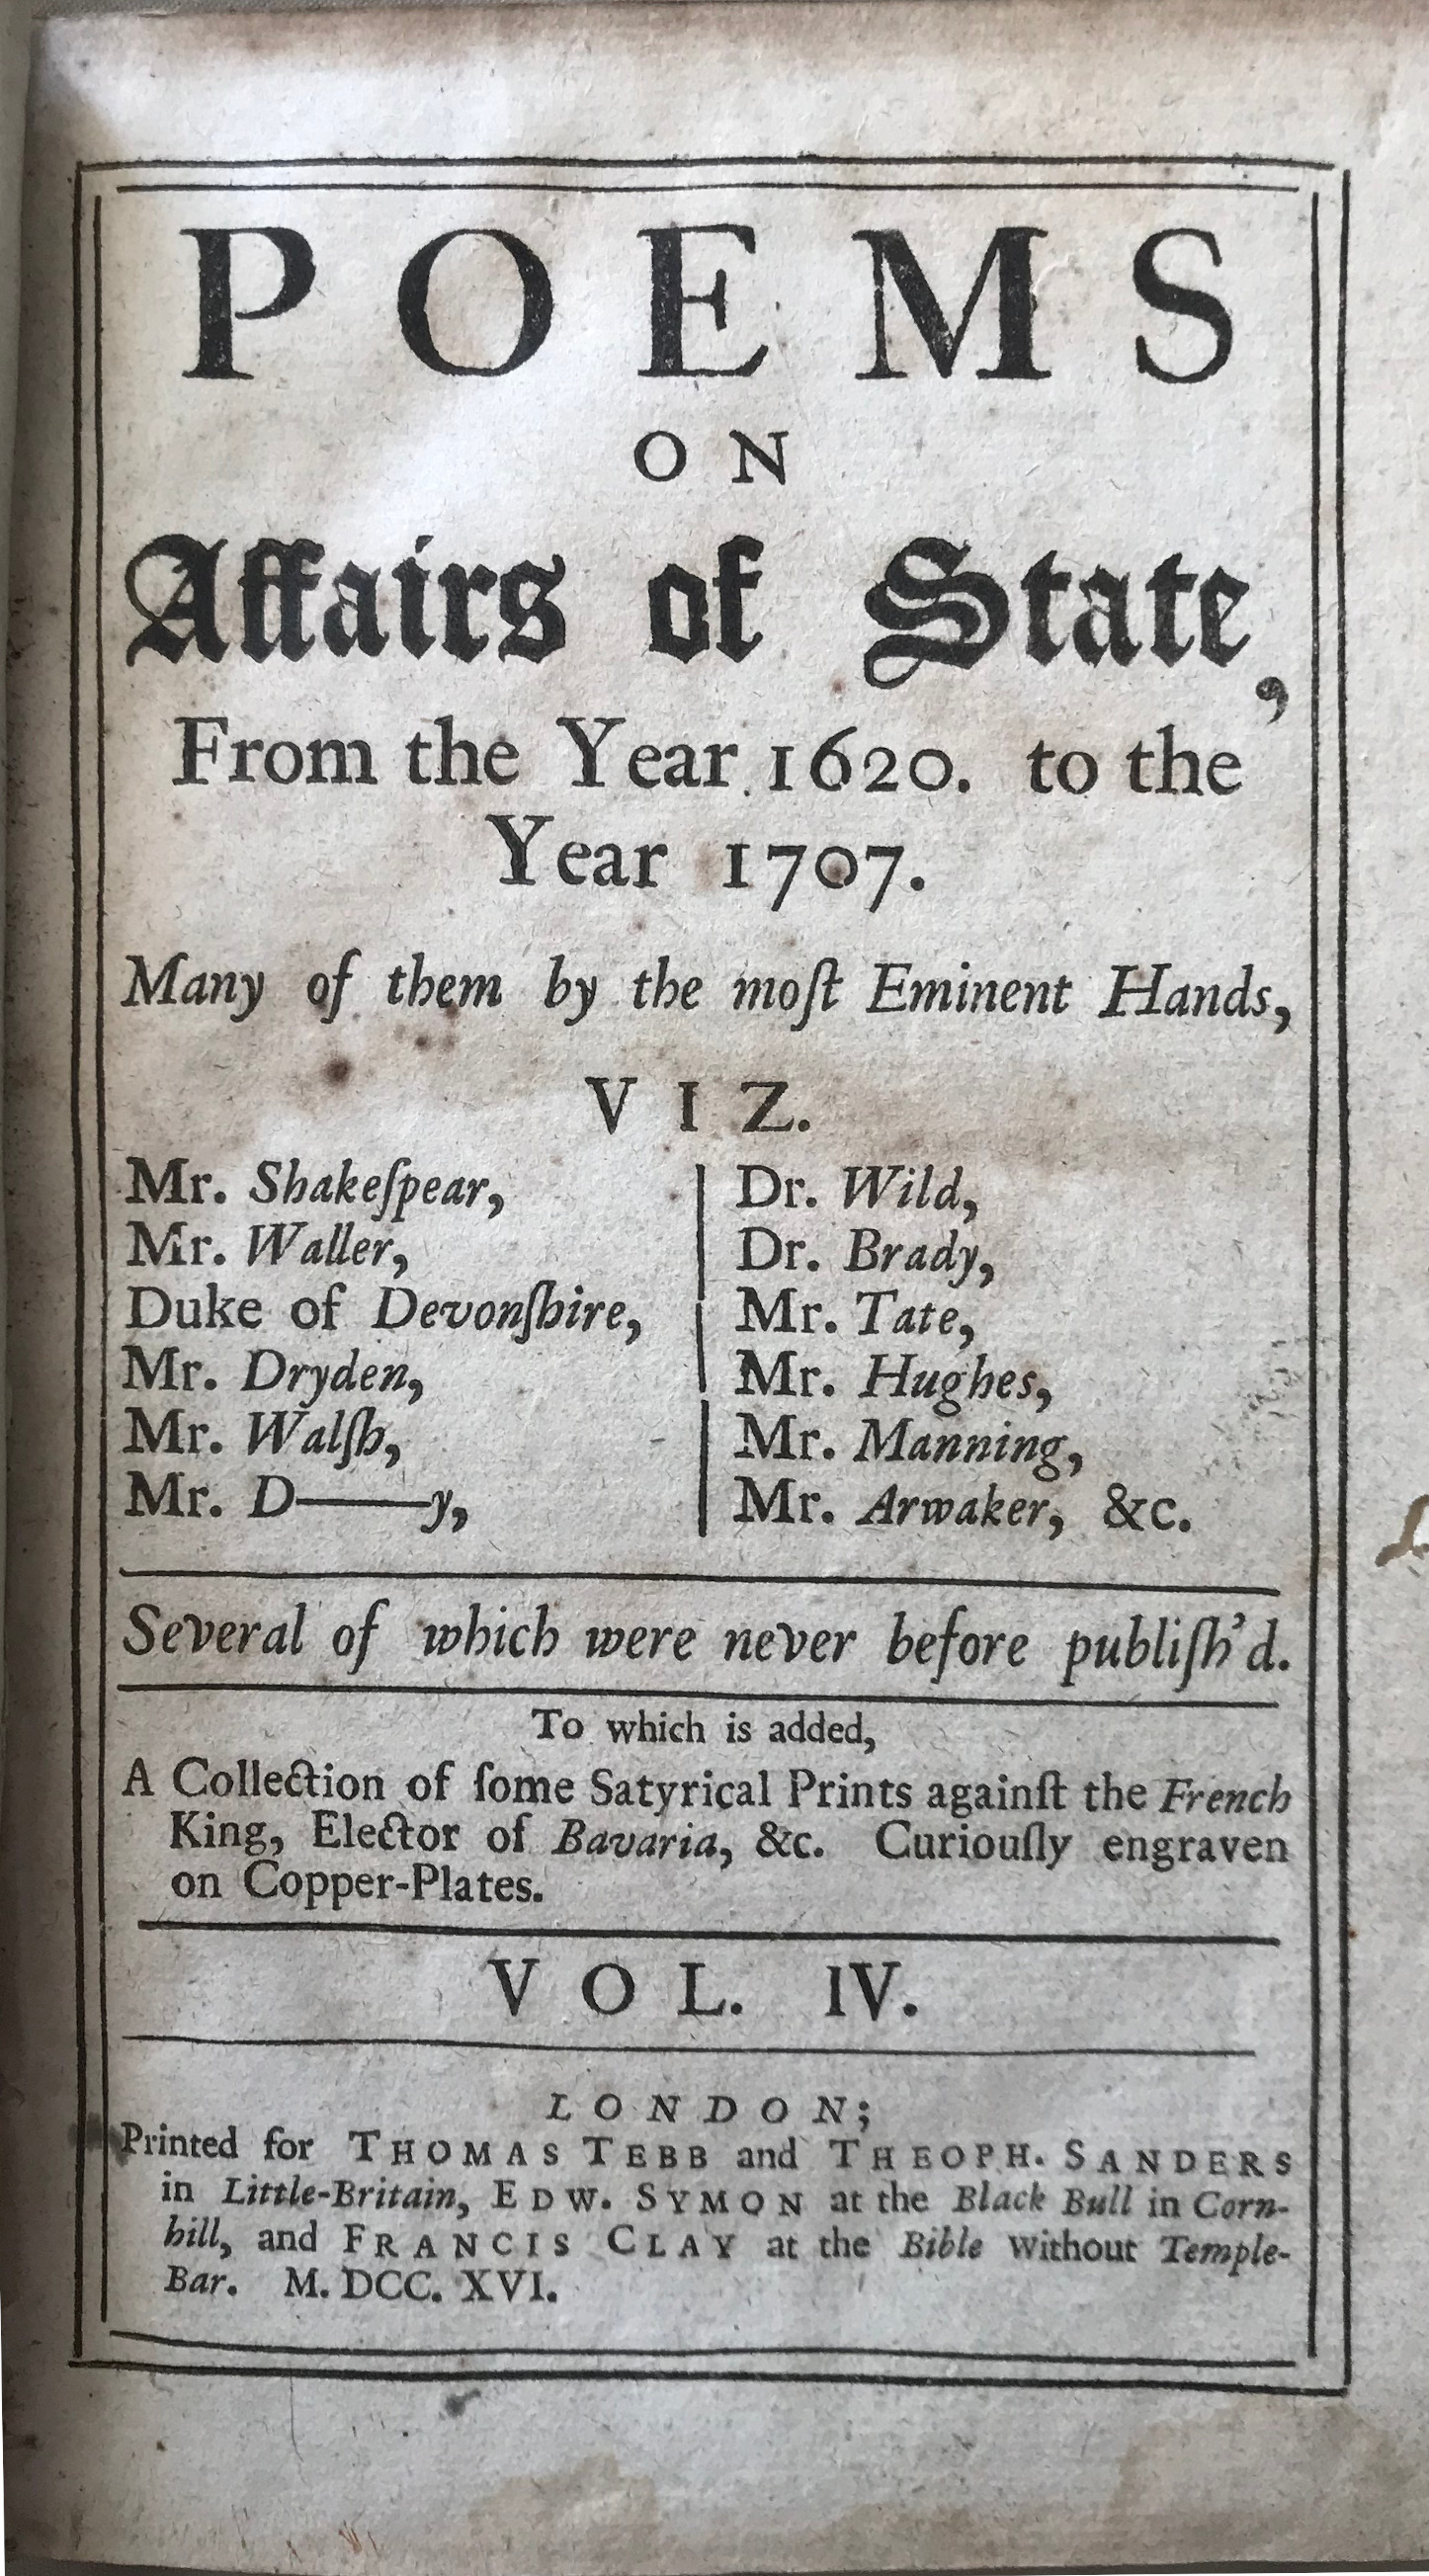 POEMS
ON
Affairs of State,
From the Year 1620. to the
Year 1707.
Many of them by the moſt Eminent Hands,
VIZ.
Mr. Shakeſpear,
Mr. Waller,
Duke of Devonſhire,
Mr. Dryden,
Mr. Walſh,
Mr. D——y,
Dr. Wild,
Dr. Brady,
Mr. Tate,
Mr. Hughes,
Mr. Manning,
Mr. Arwaker, &c.
Several of which were never before publiſh'd.
To which is added,
A Collection of ſome Satyrical Prints againſt the French
King, Elector of Bavaria, &c. Curiouſly engraven
on Copper-Plates.
VOL. IV.
LONDON;
Printed for THOMAS TEBB and THEOPH. SANDERS
in Little-Britain, EDW. SYMON at the Black Bull in Corn-
hill, and FRANCIS CLAY at the Bible without Temple-
Bar. M. DCC. XVI.